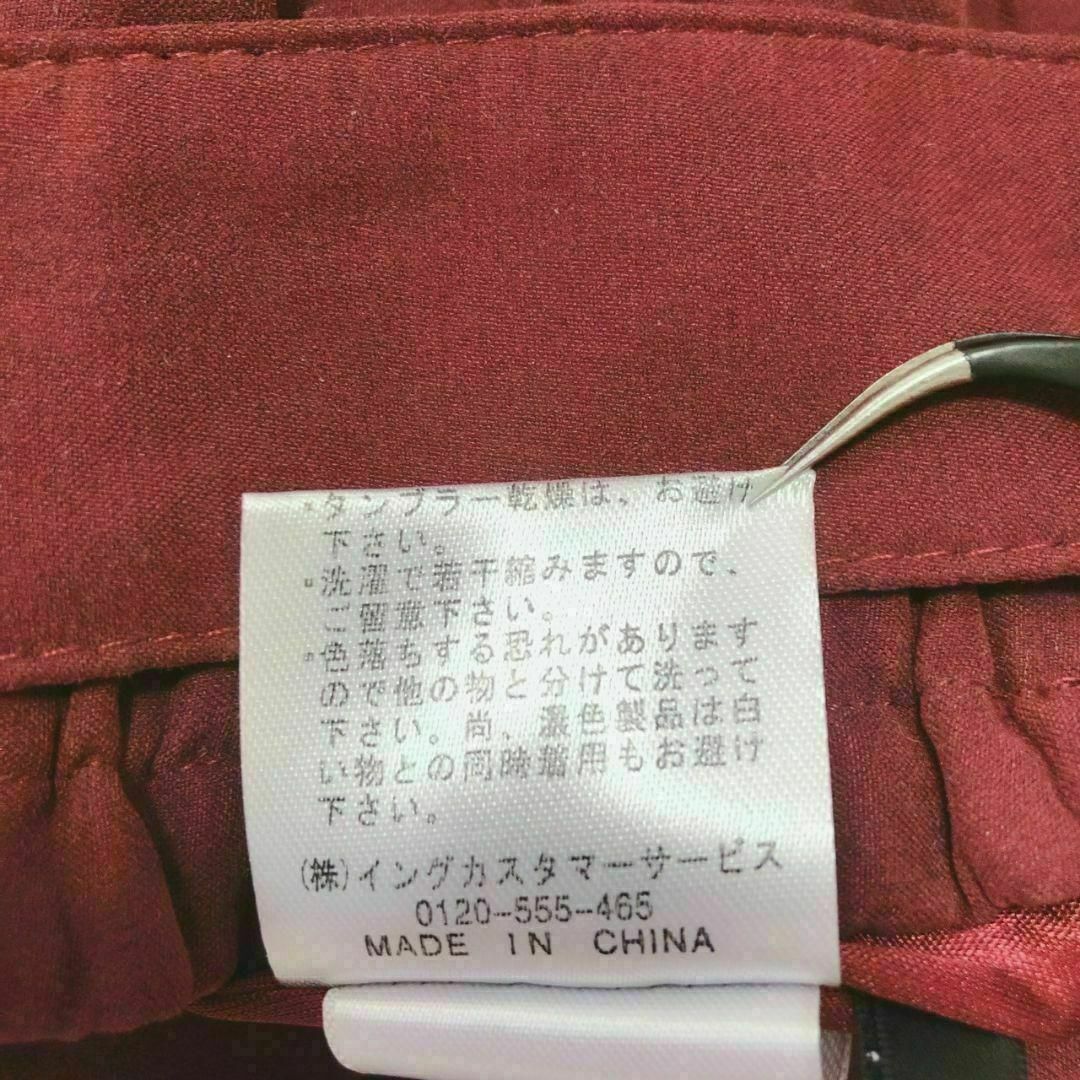 ・タンブラー乾燥は、お避け
下さい。
・洗濯で若干縮みますので、
ご留意下さい。
・色落ちする恐れがあります
ので他の物と分けて洗って
下さい。尚、濃色製品は白
い物との同時着用もお避け
下さい。
(株)イングカスタマーサービス
0120-555-465
MADE IN CHINA